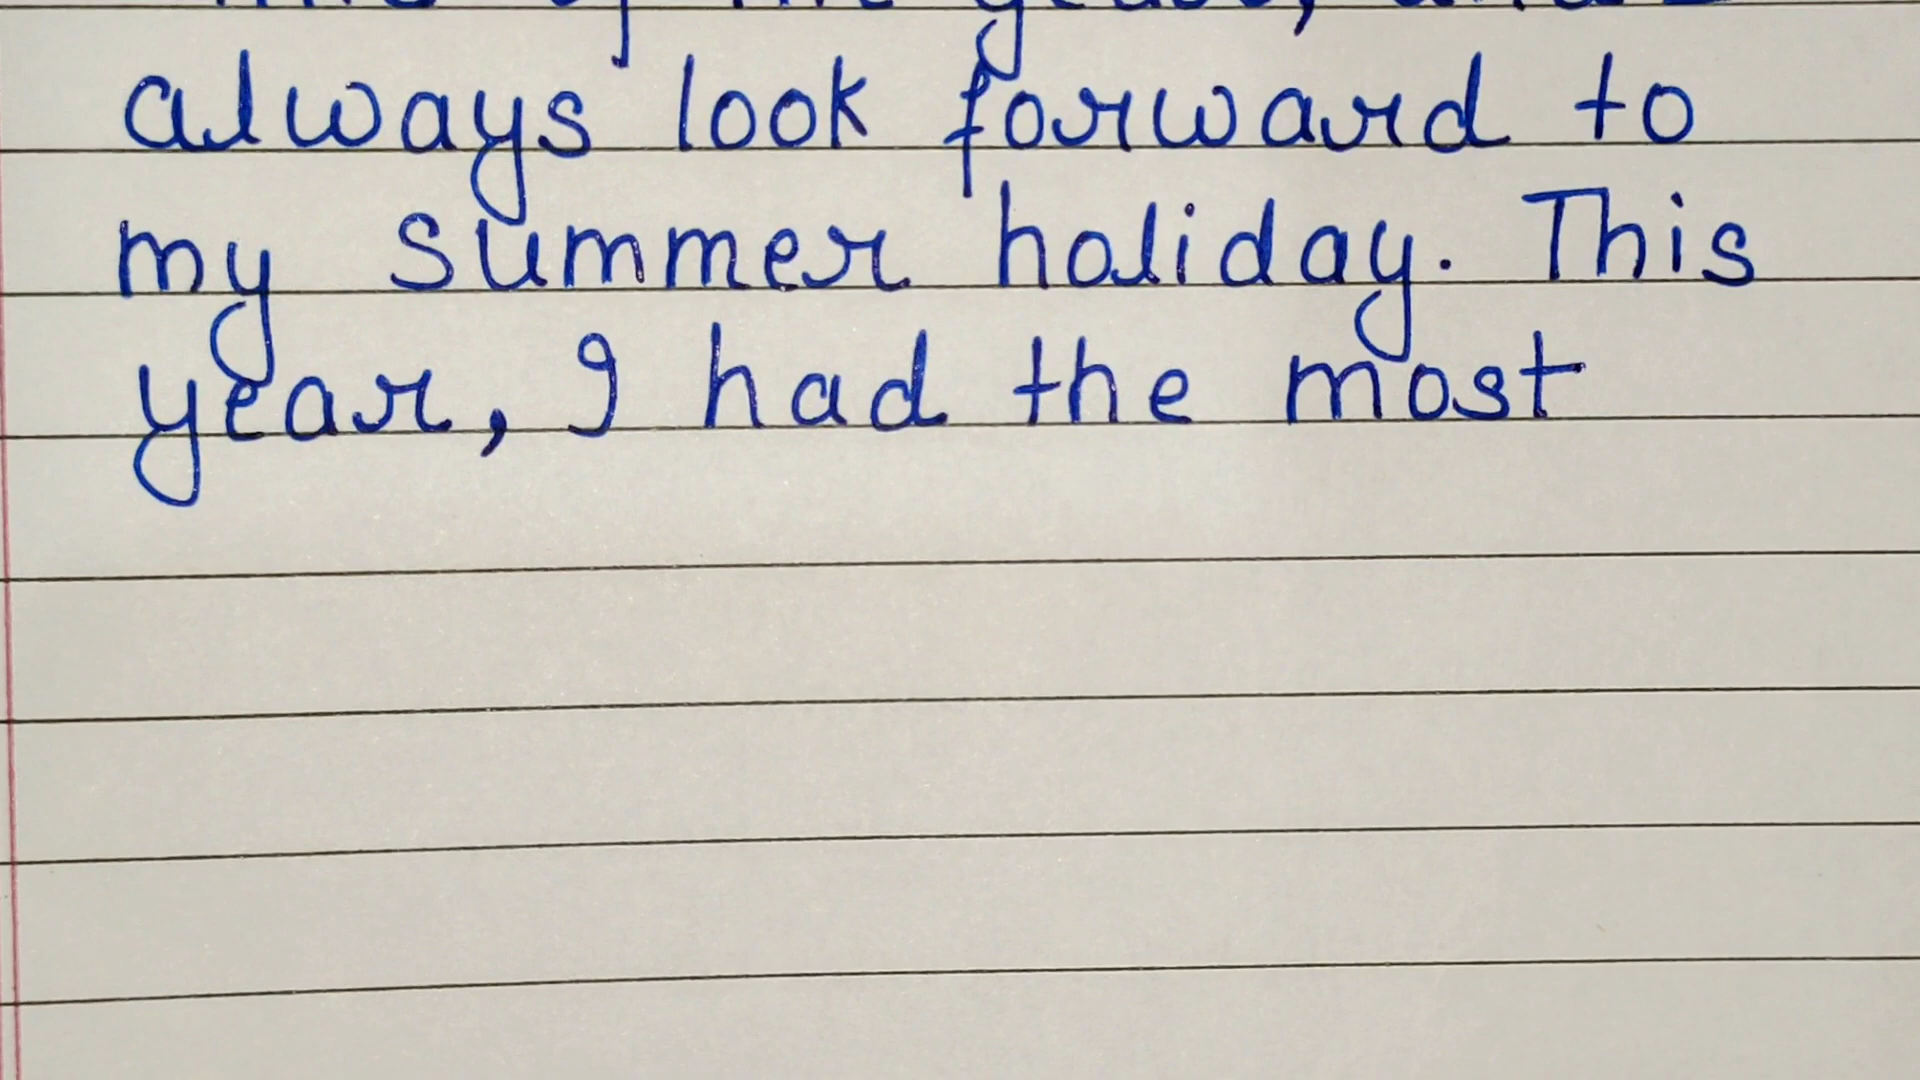 always look forward to
my summer holiday. This
year, I had the most